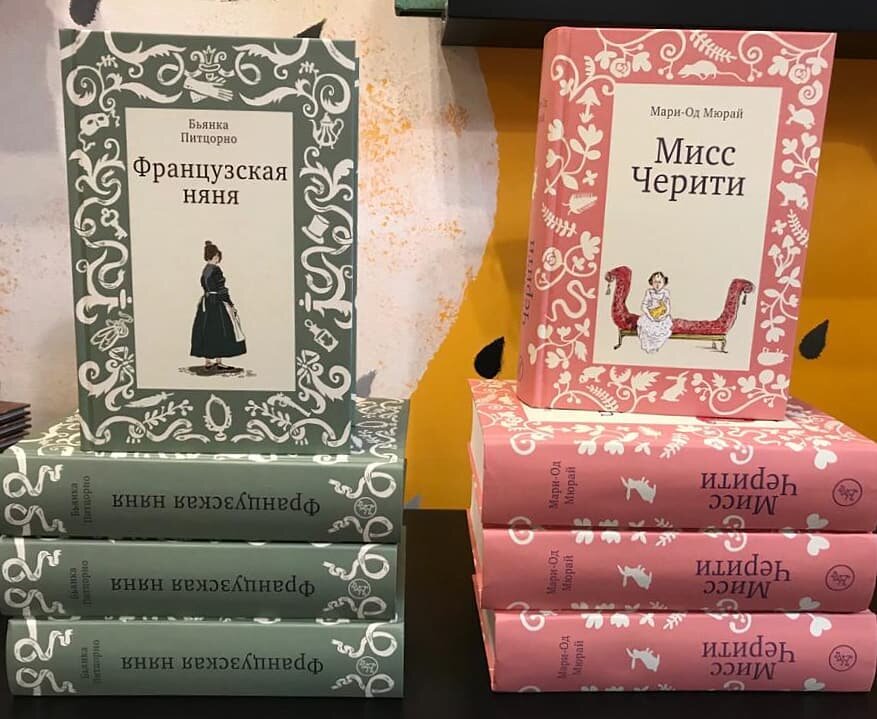 Бьянка
Питцорно
Французская
няня
Мари-Од Мюрай
Мисс
Черити
Бьянка
Питцорно
Французская няня
Бьянка
Питцорно
Французская няня
Бьянка
Питцорно
Французская няня
Мари-Од
Мюрай
Мисс
Черити
Мари-Од
Мюрай
Мисс
Черити
Мари-Од
Мюрай
Мисс
Черити